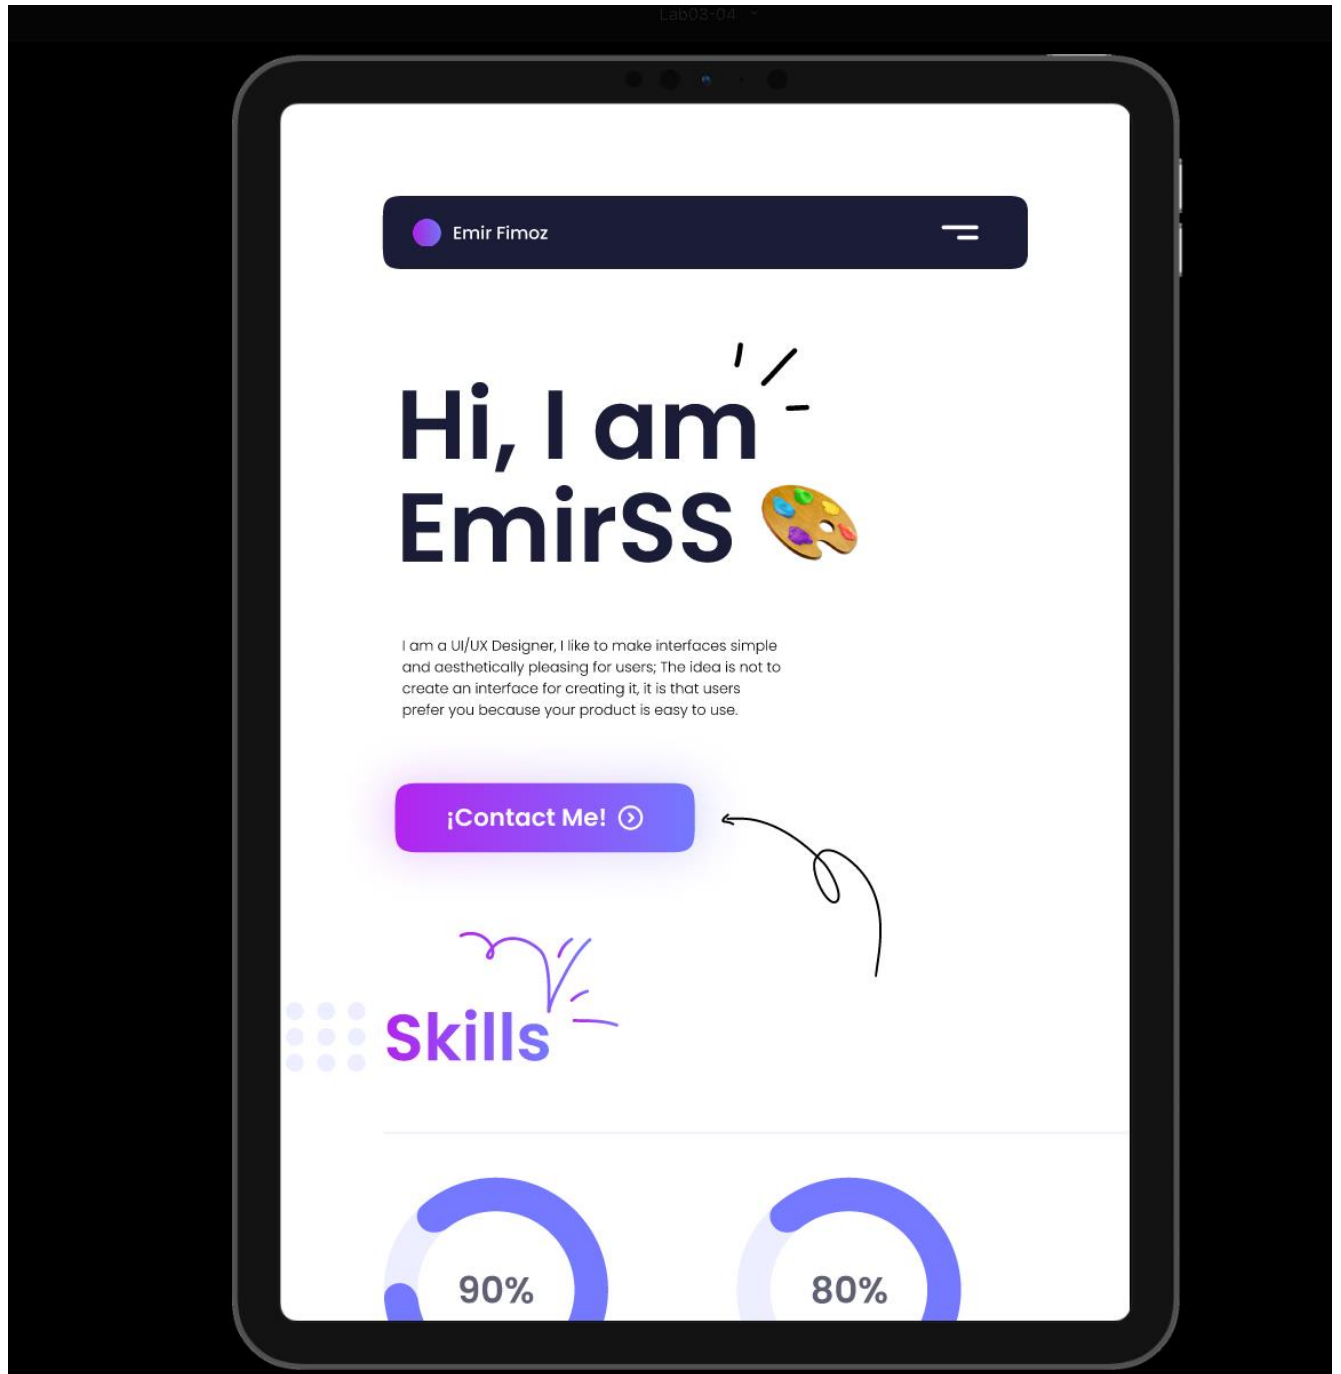 Lab03-04
Emir Fimoz
Hi, I am
EmirSS
I am a UI/UX Designer, I like to make interfaces simple
and aesthetically pleasing for users; The idea is not to
create an interface for creating it, it is that users
prefer you because your product is easy to use.
¡Contact Me!
Skills
90%
80%